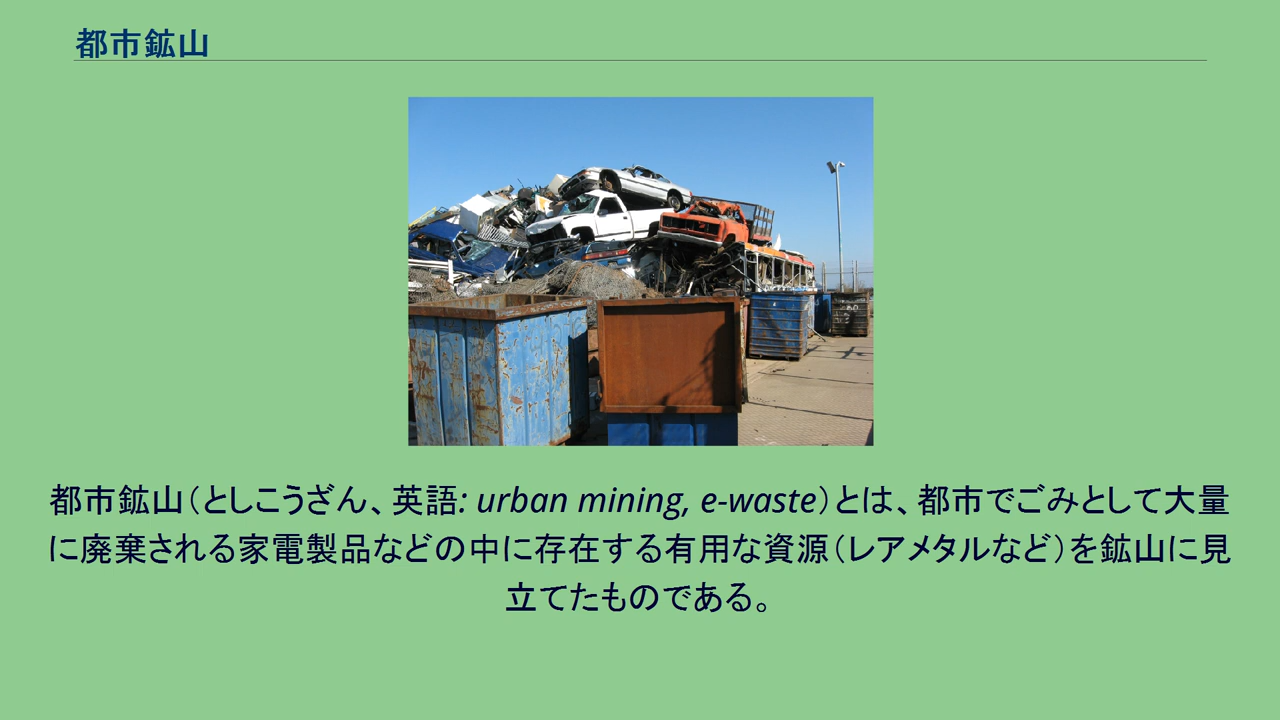 都市鉱山
都市鉱山（としこうざん、英語: urban mining, e-waste）とは、都市でごみとして大量
に廃棄される家電製品などの中に存在する有用な資源（レアメタルなど）を鉱山に見
立てたものである。